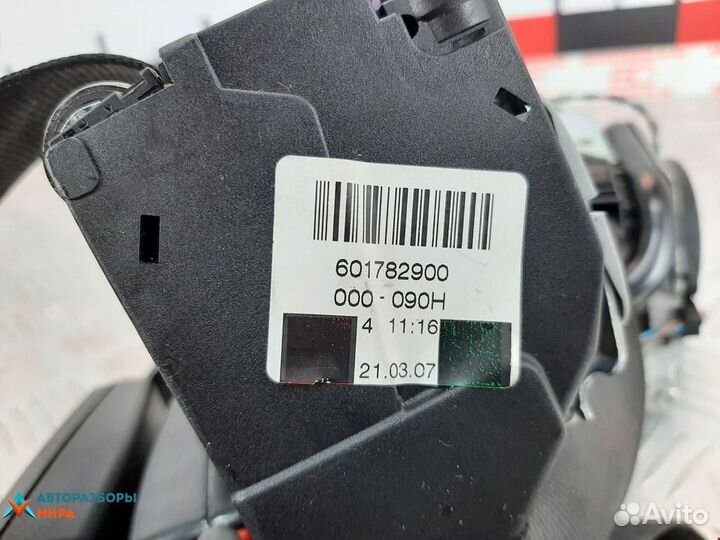 601782900
000-090H
4 11:16
21.03.07
АВТОРАЗБОРЫ
МИРА
Avito